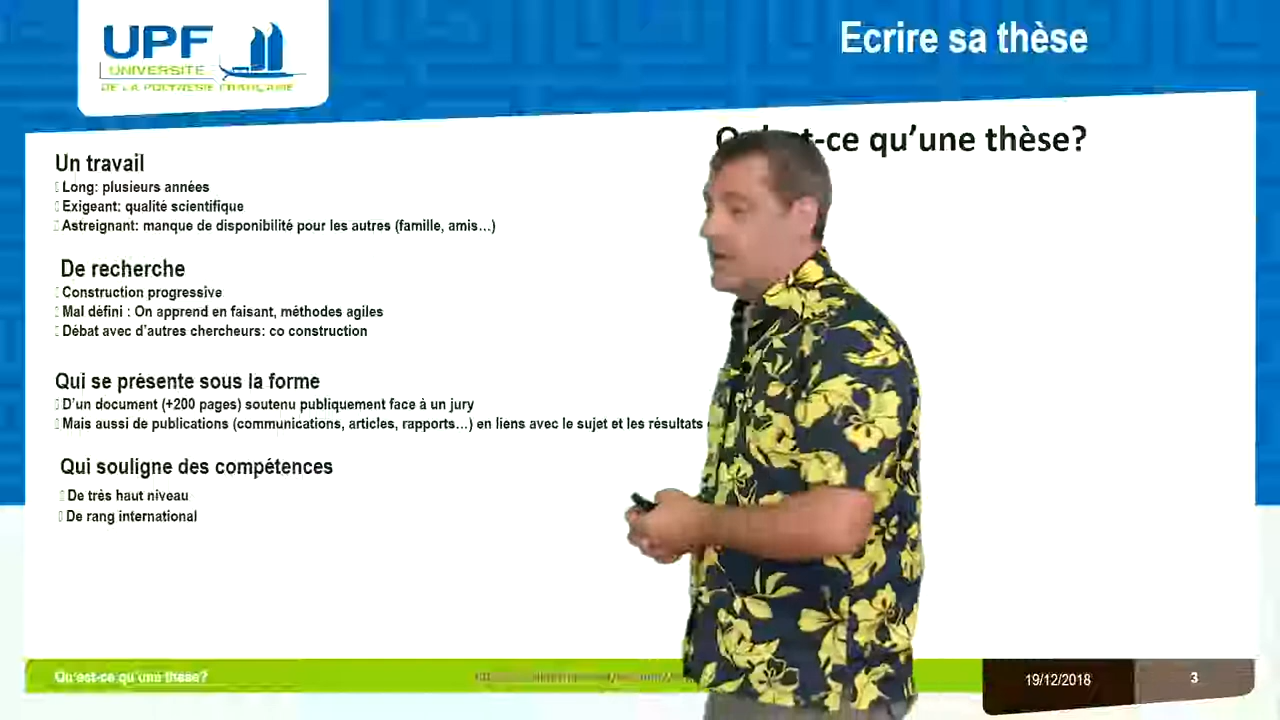 UPF
UNIVERSITE
DE LA POLYNESIE FRANÇAISE
Ecrire sa thèse
-ce qu’une thèse?
Un travail
Long: plusieurs années
Exigeant: qualité scientifique
Astreignant: manque de disponibilité pour les autres (famille, amis…)
De recherche
Construction progressive
Mal défini : On apprend en faisant, méthodes agiles
Débat avec d’autres chercheurs: co construction
Qui se présente sous la forme
D’un document (+200 pages) soutenu publiquement face à un jury
Mais aussi de publications (communications, articles, rapports…) en liens avec le sujet et les résultats
Qui souligne des compétences
De très haut niveau
De rang international
Qu’est-ce qu’une thèse?
19/12/2018
3